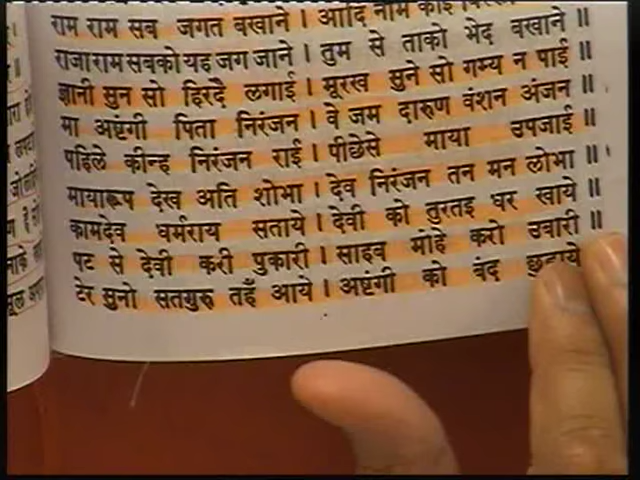 राम राम सब जगत बखाने । आदि नाम कोइ
राजा राम सबको यह जग जाने । तुम से ताको भेद बखाने ॥
ज्ञानी सुन सो हिरदै लगाई । मूरख सुने सो गम्य न पाई ॥
मा अष्टंगी पिता निरंजन । वे जम दारुण वंशन अंजन ॥
पहिले कीन्ह निरंजन राई । पीछेसे माया उपजाई ॥
मायारूप देख अति शोभा । देव निरंजन तन मन लोभा ॥
कामदेव धर्मराय सताये । देवी को तुरतइ धर खाये ॥
पट से देवी करी पुकारी । साहब मोहे करो उबारी ॥
टेर सुनो सतगुरु तइँ आये । अष्टंगी को बंद छुडाये